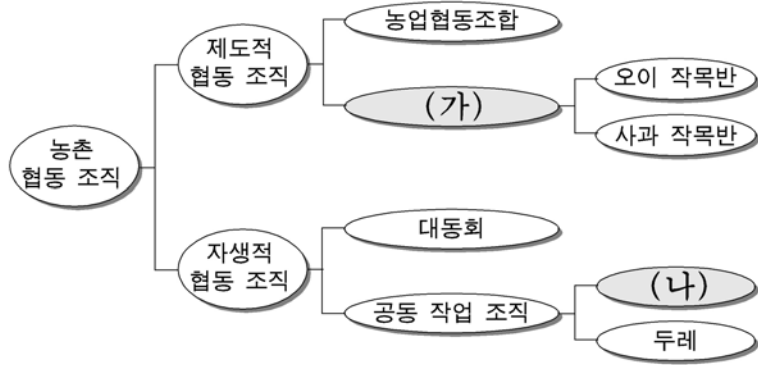 농촌
협동 조직
제도적
협동 조직
농업협동조합
(가)
오이 작목반
사과 작목반
자생적
협동 조직
대동회
공동 작업 조직
(나)
두레